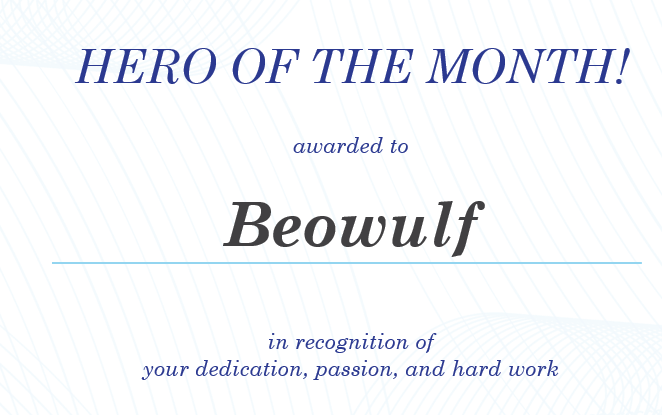 HERO OF THE MONTH!
awarded to
Beowulf
in recognition of
your dedication, passion, and hard work